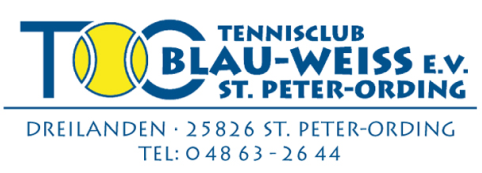 TC
TENNISCLUB
BLAU-WEISS E.V.
ST. PETER-ORDING
DREILANDEN · 25826 ST. PETER-ORDING
TEL: 0 48 63 - 26 44